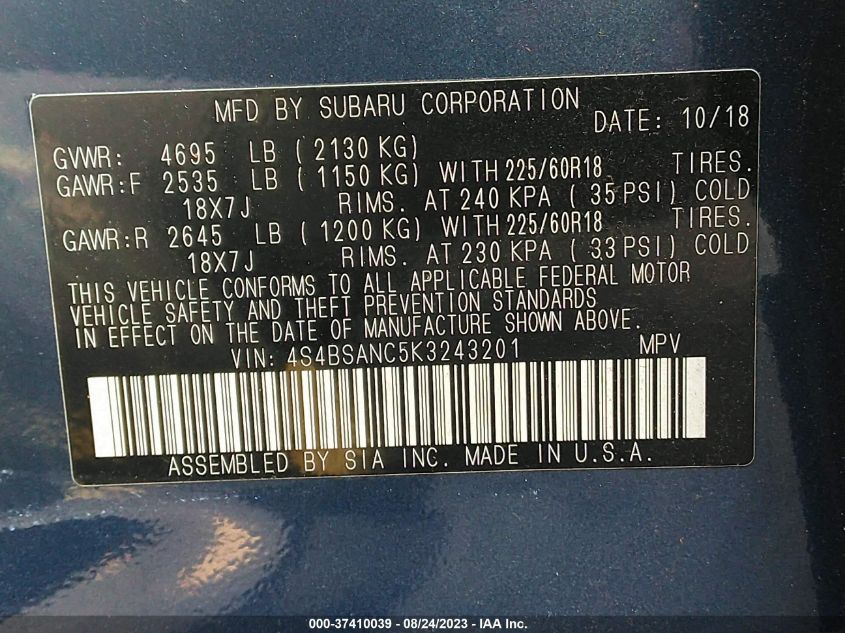 MFD BY SUBARU CORPORATION DATE: 10/18
GVWR: 4695 LB ( 2130 KG)
GAWR:F 2535 LB ( 1150 KG) WITH 225/60R18 TIRES.
18X7J RIMS. AT 240 KPA ( 35 PSI) COLD
GAWR:R 2645 LB ( 1200 KG) WITH 225/60R18 TIRES.
18X7J RIMS. AT 230 KPA ( 33 PSI) COLD
THIS VEHICLE CONFORMS TO ALL APPLICABLE FEDERAL MOTOR
VEHICLE SAFETY AND THEFT PREVENTION STANDARDS
IN EFFECT ON THE DATE OF MANUFACTURE SHOWN ABOVE.
VIN: 4S4BSANC5K3243201 MPV
ASSEMBLED BY SIA INC. MADE IN U.S.A.
000-37410039 - 08/24/2023 - IAA Inc.